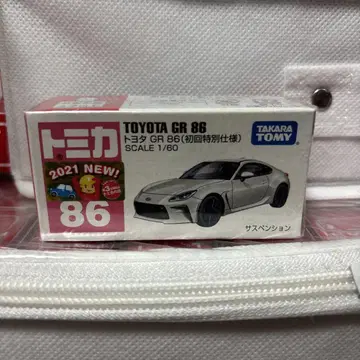 トミカ
2021 NEW!
86
TOYOTA GR 86
トヨタ GR 86(初回特別仕様)
SCALE 1/60
TAKARA
TOMY
サスペンション